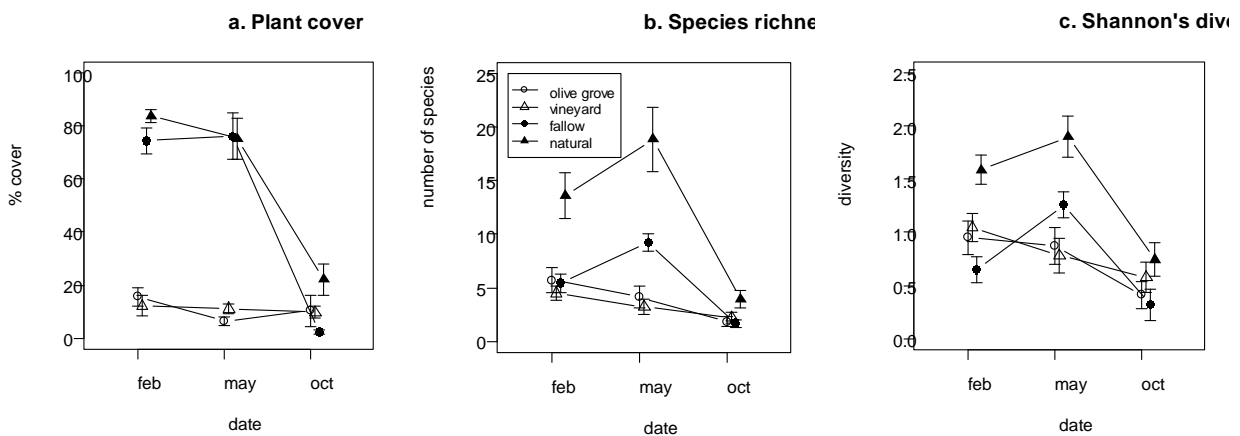 a. Plant cover
% cover
100
80
60
40
20
0
feb may oct
date
b. Species richne
number of species
25
20
15
10
5
0
olive grove
vineyard
fallow
natural
feb may oct
date
c. Shannon's dive
diversity
2.5
2.0
1.5
1.0
0.5
0.0
feb may oct
date